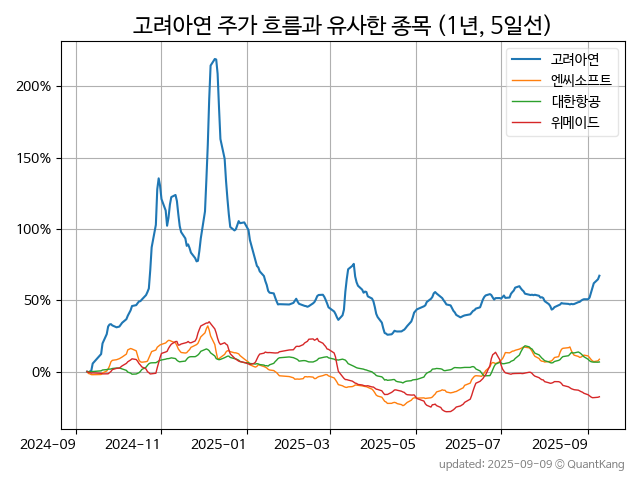 고려아연 주가 흐름과 유사한 종목 (1년, 5일선)
고려아연
엔씨소프트
대한항공
위메이드
200%
150%
100%
50%
0%
2024-09 2024-11 2025-01 2025-03 2025-05 2025-07 2025-09
updated: 2025-09-09 © QuantKang